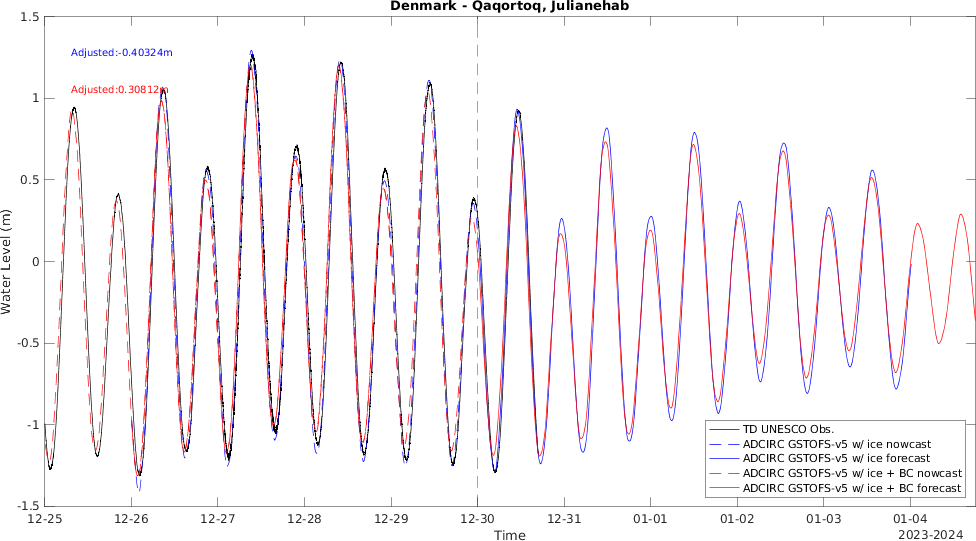 Denmark - Qaqortoq, Julianehab
Adjusted:-0.40324m
Adjusted:0.30812m
1.5
1
0.5
0
-0.5
-1
-1.5
Water Level (m)
TD UNESCO Obs.
ADCIRC GSTOFS-v5 w/ ice nowcast
ADCIRC GSTOFS-v5 w/ ice forecast
ADCIRC GSTOFS-v5 w/ ice + BC nowcast
ADCIRC GSTOFS-v5 w/ ice + BC forecast
12-25 12-26 12-27 12-28 12-29 12-30 12-31 01-01 01-02 01-03 01-04
Time
2023-2024